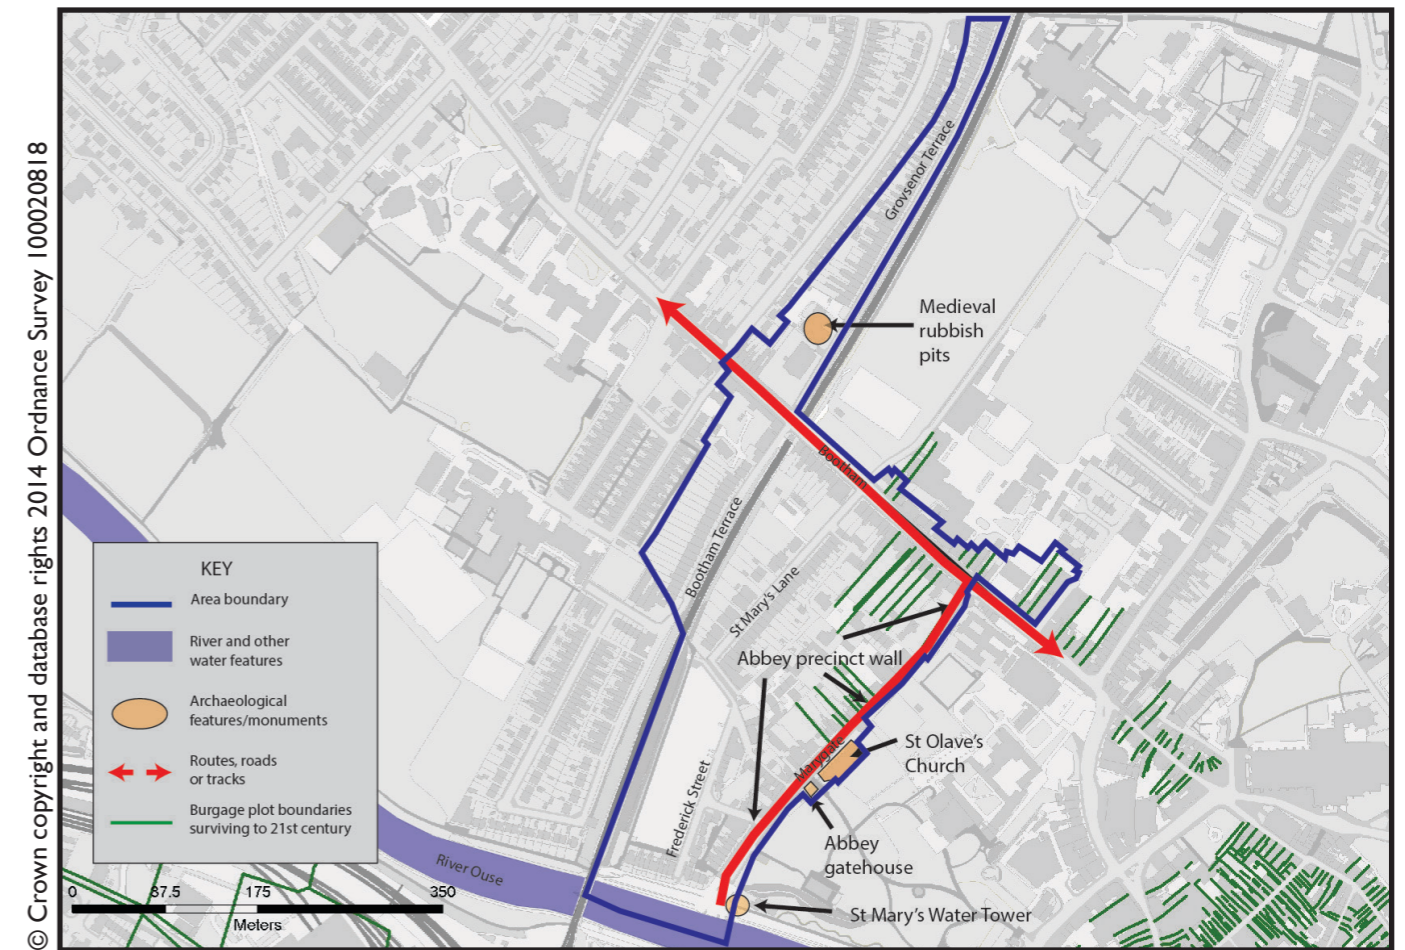 © Crown copyright and database rights 2014 Ordnance Survey 100020818
Grovsenor Terrace
Medieval
rubbish
pits
Bootham
Bootham Terrace
St Mary's Lane
Abbey precinct wall
Marygate
St Olave's
Church
Frederick Street
Abbey
gatehouse
River Ouse
St Mary's Water Tower
KEY
Area boundary
River and other
water features
Archaeological
features/monuments
Routes, roads
or tracks
Burgage plot boundaries
surviving to 21st century
0 87.5 175 350
Meters